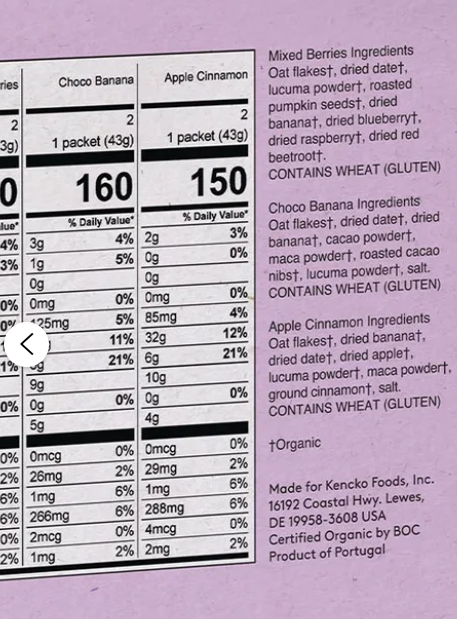 ries Choco Banana Apple Cinnamon
2 2 2
3g) 1 packet (43g) 1 packet (43g)
0 160 150
lue* % Daily Value* % Daily Value*
4% 3g 4% 2g 3%
3% 1g 5% 0g 0%
0g 0g
0% 0mg 0% 0mg 0%
0% 125mg 5% 85mg 4%
11% 32g 12%
1% 21% 6g 21%
9g 10g
0% 0g 0% 0g 0%
5g 4g
0% 0mcg 0% 0mcg 0%
2% 26mg 2% 29mg 2%
6% 1mg 6% 1mg 6%
6% 266mg 6% 288mg 6%
0% 2mcg 0% 4mcg 0%
2% 1mg 2% 2mg 2%
Mixed Berries Ingredients
Oat flakes†, dried date†,
lucuma powder†, roasted
pumpkin seeds†, dried
banana†, dried blueberry†,
dried raspberry†, dried red
beetroot†.
CONTAINS WHEAT (GLUTEN)
Choco Banana Ingredients
Oat flakes†, dried date†, dried
banana†, cacao powder†,
maca powder†, roasted cacao
nibs†, lucuma powder†, salt.
CONTAINS WHEAT (GLUTEN)
Apple Cinnamon Ingredients
Oat flakes†, dried banana†,
dried date†, dried apple†,
lucuma powder†, maca powder†,
ground cinnamon†, salt.
CONTAINS WHEAT (GLUTEN)
†Organic
Made for Kencko Foods, Inc.
16192 Coastal Hwy. Lewes,
DE 19958-3608 USA
Certified Organic by BOC
Product of Portugal